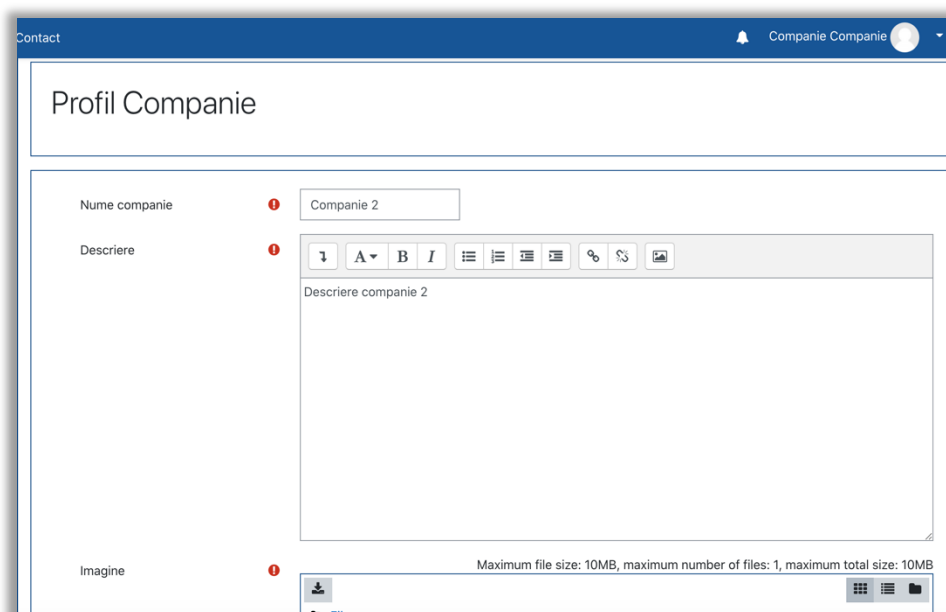 Contact
Companie Companie
Profil Companie
Nume companie
Companie 2
Descriere
A B I
Descriere companie 2
Imagine
Maximum file size: 10MB, maximum number of files: 1, maximum total size: 10MB